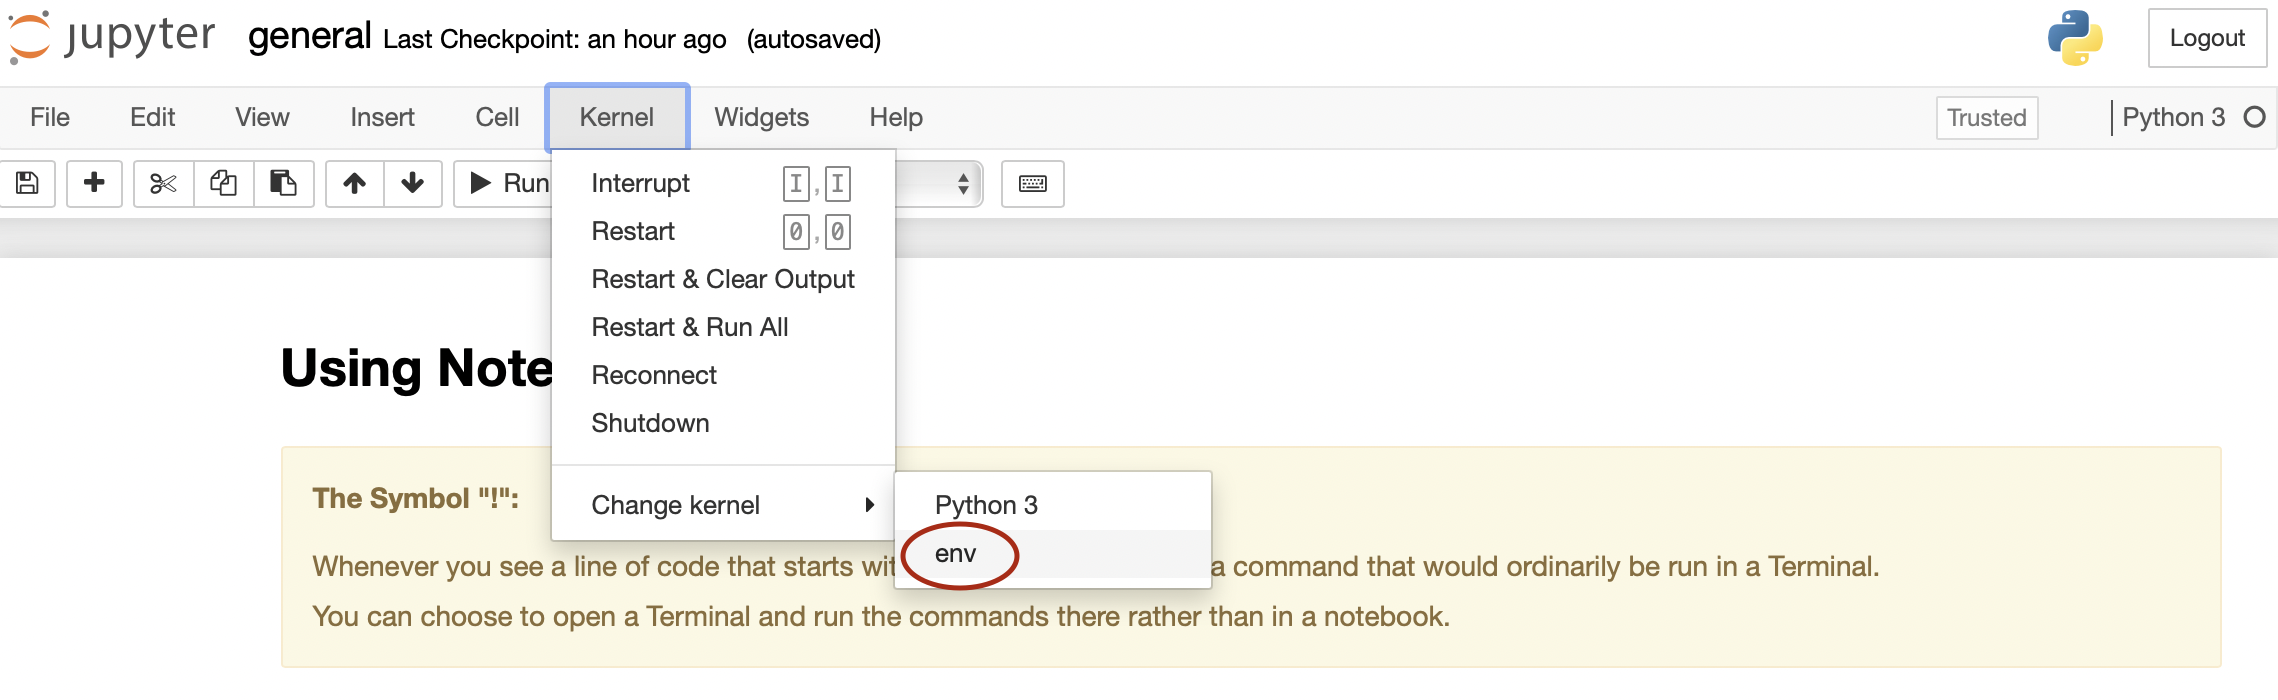 jupyter general Last Checkpoint: an hour ago (autosaved) Logout
File Edit View Insert Cell Kernel Widgets Help Trusted Python 3
Run
Interrupt I , I
Restart 0 , 0
Restart & Clear Output
Restart & Run All
Reconnect
Shutdown
Change kernel
Python 3
env
Using Note
The Symbol "!":
Whenever you see a line of code that starts wit a command that would ordinarily be run in a Terminal.
You can choose to open a Terminal and run the commands there rather than in a notebook.